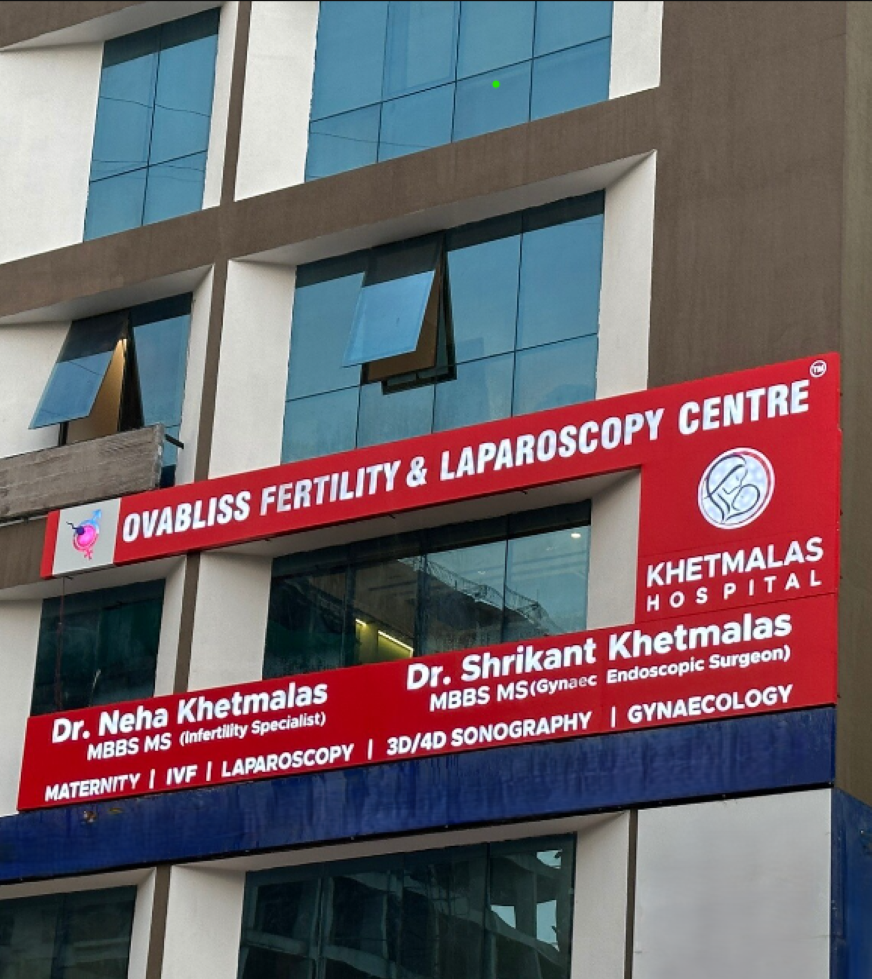 OVABLISS FERTILITY & LAPAROSCOPY CENTRE TM
KHETMALAS
HOSPITAL
Dr. Neha Khetmalas
MBBS MS (Infertility Specialist)
Dr. Shrikant Khetmalas
MBBS MS(Gynaec Endoscopic Surgeon)
MATERNITY | IVF | LAPAROSCOPY | 3D/4D SONOGRAPHY | GYNAECOLOGY